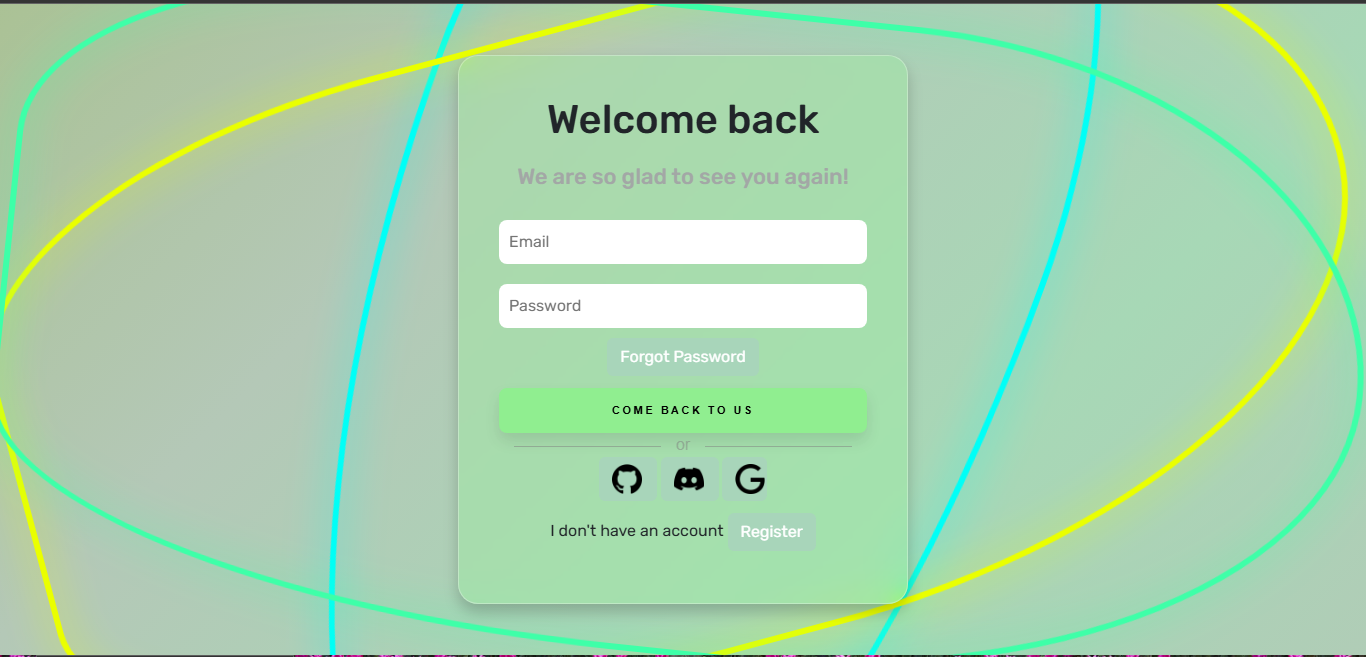 Welcome back
We are so glad to see you again!
Email
Password
Forgot Password
COME BACK TO US
or
I don't have an account Register